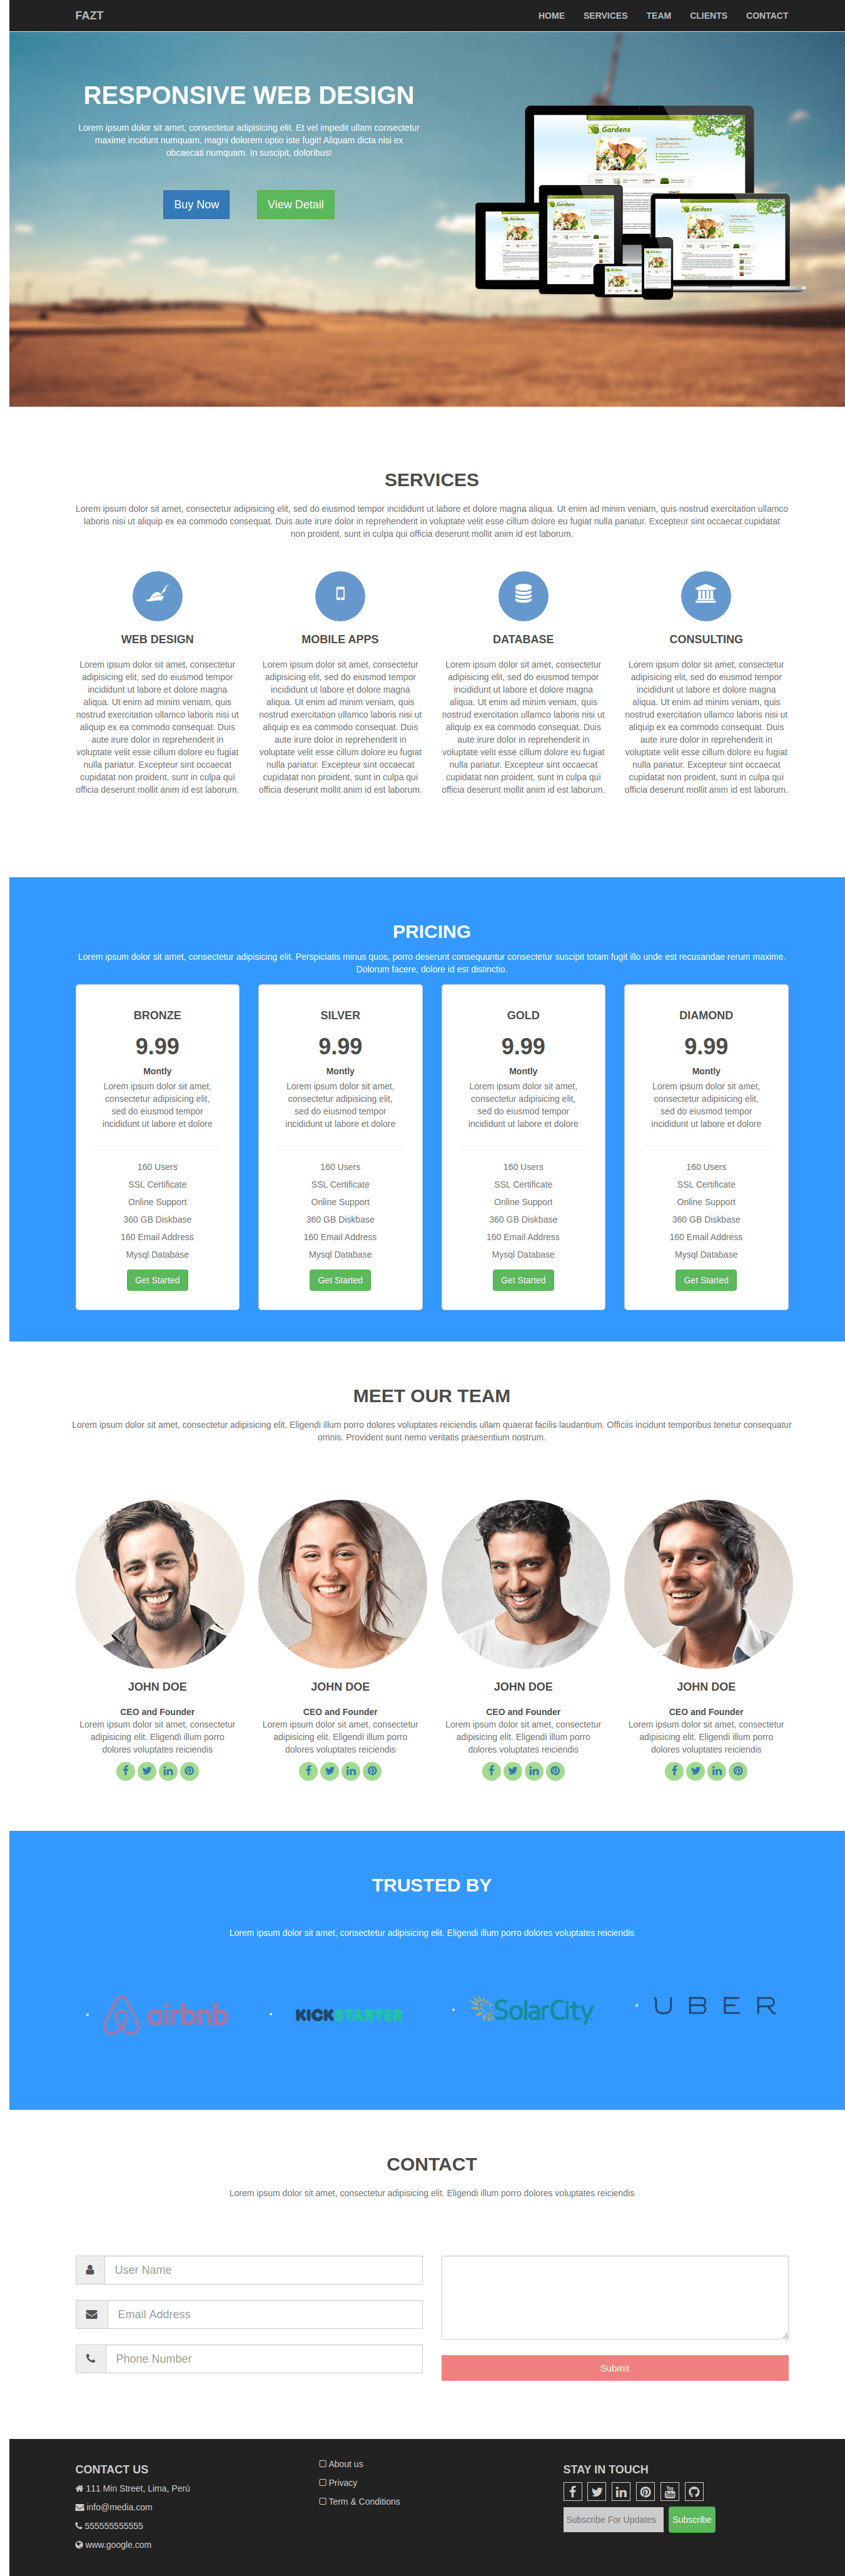 FAZT
HOME SERVICES TEAM CLIENTS CONTACT
RESPONSIVE WEB DESIGN
Lorem ipsum dolor sit amet, consectetur adipisicing elit. Et vel impedit ullam consectetur
maxime incidunt numquam, magni dolorem optio iste fugit! Aliquam dicta nisi ex
obcaecati numquam. In suscipit, doloribus!
Buy Now View Detail
Gardens
Gardens
Gardens
Gardens
SERVICES
Lorem ipsum dolor sit amet, consectetur adipisicing elit, sed do eiusmod tempor incididunt ut labore et dolore magna aliqua. Ut enim ad minim veniam, quis nostrud exercitation ullamco
laboris nisi ut aliquip ex ea commodo consequat. Duis aute irure dolor in reprehenderit in voluptate velit esse cillum dolore eu fugiat nulla pariatur. Excepteur sint occaecat cupidatat
non proident, sunt in culpa qui officia deserunt mollit anim id est laborum.
WEB DESIGN
Lorem ipsum dolor sit amet, consectetur
adipisicing elit, sed do eiusmod tempor
incididunt ut labore et dolore magna
aliqua. Ut enim ad minim veniam, quis
nostrud exercitation ullamco laboris nisi ut
aliquip ex ea commodo consequat. Duis
aute irure dolor in reprehenderit in
voluptate velit esse cillum dolore eu fugiat
nulla pariatur. Excepteur sint occaecat
cupidatat non proident, sunt in culpa qui
officia deserunt mollit anim id est laborum.
MOBILE APPS
Lorem ipsum dolor sit amet, consectetur
adipisicing elit, sed do eiusmod tempor
incididunt ut labore et dolore magna
aliqua. Ut enim ad minim veniam, quis
nostrud exercitation ullamco laboris nisi ut
aliquip ex ea commodo consequat. Duis
aute irure dolor in reprehenderit in
voluptate velit esse cillum dolore eu fugiat
nulla pariatur. Excepteur sint occaecat
cupidatat non proident, sunt in culpa qui
officia deserunt mollit anim id est laborum.
DATABASE
Lorem ipsum dolor sit amet, consectetur
adipisicing elit, sed do eiusmod tempor
incididunt ut labore et dolore magna
aliqua. Ut enim ad minim veniam, quis
nostrud exercitation ullamco laboris nisi ut
aliquip ex ea commodo consequat. Duis
aute irure dolor in reprehenderit in
voluptate velit esse cillum dolore eu fugiat
nulla pariatur. Excepteur sint occaecat
cupidatat non proident, sunt in culpa qui
officia deserunt mollit anim id est laborum.
CONSULTING
Lorem ipsum dolor sit amet, consectetur
adipisicing elit, sed do eiusmod tempor
incididunt ut labore et dolore magna
aliqua. Ut enim ad minim veniam, quis
nostrud exercitation ullamco laboris nisi ut
aliquip ex ea commodo consequat. Duis
aute irure dolor in reprehenderit in
voluptate velit esse cillum dolore eu fugiat
nulla pariatur. Excepteur sint occaecat
cupidatat non proident, sunt in culpa qui
officia deserunt mollit anim id est laborum.
PRICING
Lorem ipsum dolor sit amet, consectetur adipisicing elit. Perspiciatis minus quos, porro deserunt consequuntur consectetur suscipit totam fugit illo unde est recusandae rerum maxime.
Dolorum facere, dolore id est distinctio.
BRONZE
9.99
Montly
Lorem ipsum dolor sit amet,
consectetur adipisicing elit,
sed do eiusmod tempor
incididunt ut labore et dolore
160 Users
SSL Certificate
Online Support
360 GB Diskbase
160 Email Address
Mysql Database
Get Started
SILVER
9.99
Montly
Lorem ipsum dolor sit amet,
consectetur adipisicing elit,
sed do eiusmod tempor
incididunt ut labore et dolore
160 Users
SSL Certificate
Online Support
360 GB Diskbase
160 Email Address
Mysql Database
Get Started
GOLD
9.99
Montly
Lorem ipsum dolor sit amet,
consectetur adipisicing elit,
sed do eiusmod tempor
incididunt ut labore et dolore
160 Users
SSL Certificate
Online Support
360 GB Diskbase
160 Email Address
Mysql Database
Get Started
DIAMOND
9.99
Montly
Lorem ipsum dolor sit amet,
consectetur adipisicing elit,
sed do eiusmod tempor
incididunt ut labore et dolore
160 Users
SSL Certificate
Online Support
360 GB Diskbase
160 Email Address
Mysql Database
Get Started
MEET OUR TEAM
Lorem ipsum dolor sit amet, consectetur adipisicing elit. Eligendi illum porro dolores voluptates reiciendis ullam quaerat facilis laudantium. Officiis incidunt temporibus tenetur consequatur
omnis. Provident sunt nemo veritatis praesentium nostrum.
JOHN DOE
CEO and Founder
Lorem ipsum dolor sit amet, consectetur
adipisicing elit. Eligendi illum porro
dolores voluptates reiciendis
JOHN DOE
CEO and Founder
Lorem ipsum dolor sit amet, consectetur
adipisicing elit. Eligendi illum porro
dolores voluptates reiciendis
JOHN DOE
CEO and Founder
Lorem ipsum dolor sit amet, consectetur
adipisicing elit. Eligendi illum porro
dolores voluptates reiciendis
JOHN DOE
CEO and Founder
Lorem ipsum dolor sit amet, consectetur
adipisicing elit. Eligendi illum porro
dolores voluptates reiciendis
TRUSTED BY
Lorem ipsum dolor sit amet, consectetur adipisicing elit. Eligendi illum porro dolores voluptates reiciendis
airbnb
KICKSTARTER
SolarCity
UBER
CONTACT
Lorem ipsum dolor sit amet, consectetur adipisicing elit. Eligendi illum porro dolores voluptates reiciendis
User Name
Email Address
Phone Number
Submit
CONTACT US
111 Min Street, Lima, Perú
info@media.com
555555555555
www.google.com
About us
Privacy
Term & Conditions
STAY IN TOUCH
Subscribe For Updates Subscribe